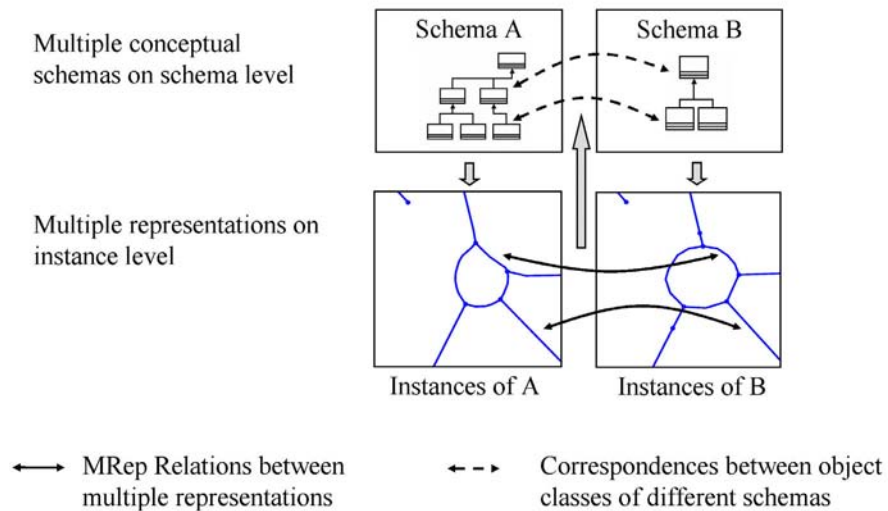 Multiple conceptual
schemas on schema level
Schema A
Schema B
Multiple representations on
instance level
Instances of A
Instances of B
MRep Relations between
multiple representations
Correspondences between object
classes of different schemas